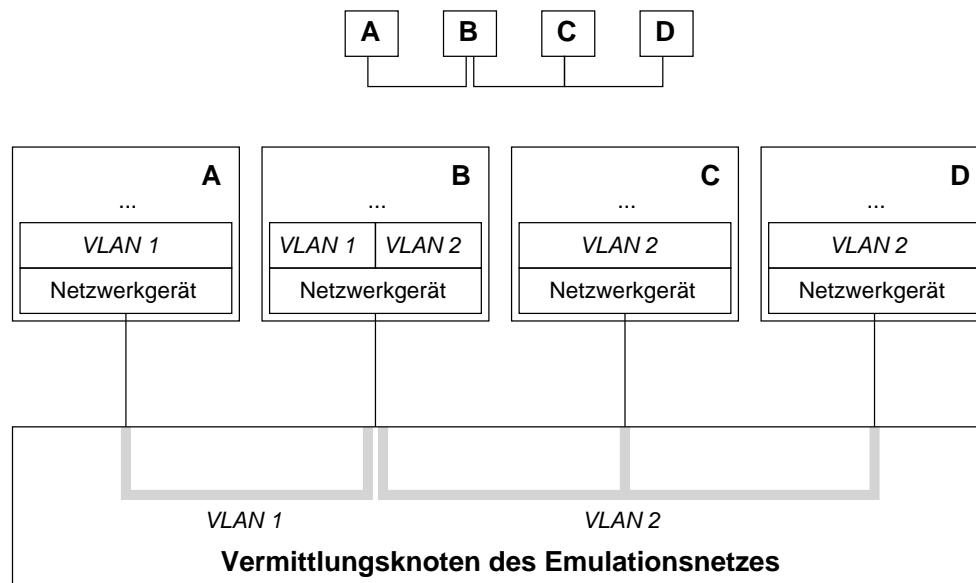 A B C D
A B C D
... ... ... ...
VLAN 1 VLAN 1 VLAN 2 VLAN 2 VLAN 2
Netzwerkgerät Netzwerkgerät Netzwerkgerät Netzwerkgerät
VLAN 1 VLAN 2
Vermittlungsknoten des Emulationsnetzes